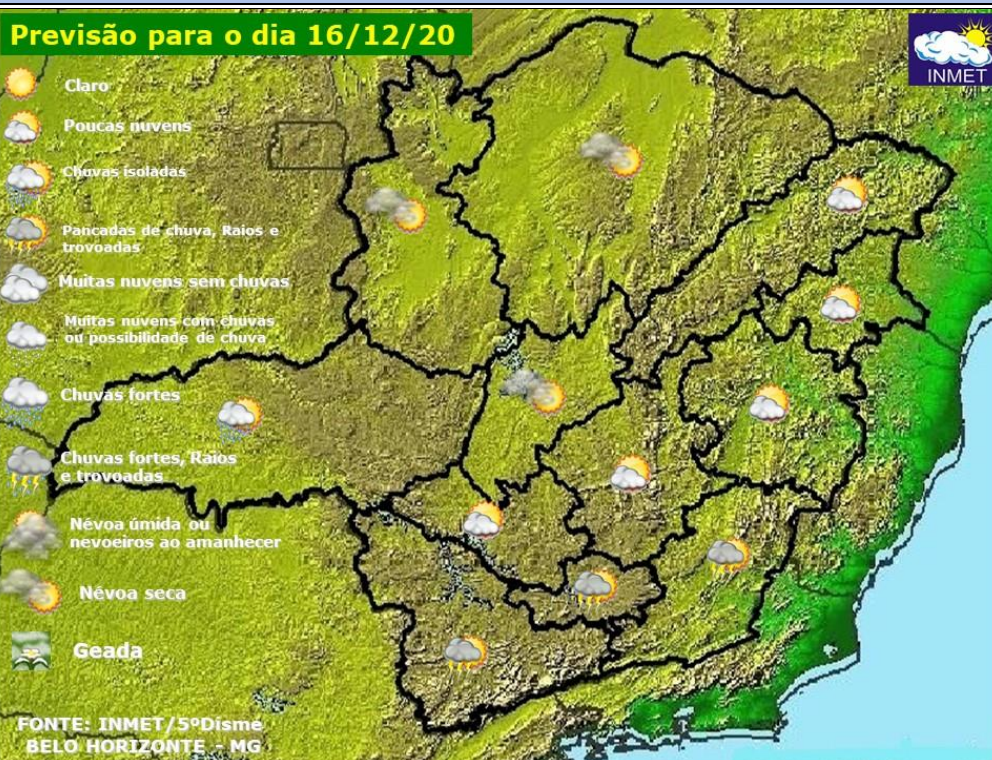 Previsão para o dia 16/12/20
INMET
Claro
Poucas nuvens
Chuvas isoladas
Pancadas de chuva, Raios e
trovoadas
Muitas nuvens sem chuvas
Muitas nuvens com chuvas
ou possibilidade de chuva
Chuvas fortes
Chuvas fortes, Raios
e trovoadas
Névoa úmida ou
nevoeiros ao amanhecer
Névoa seca
Geada
FONTE: INMET/5ºDisme
BELO HORIZONTE - MG